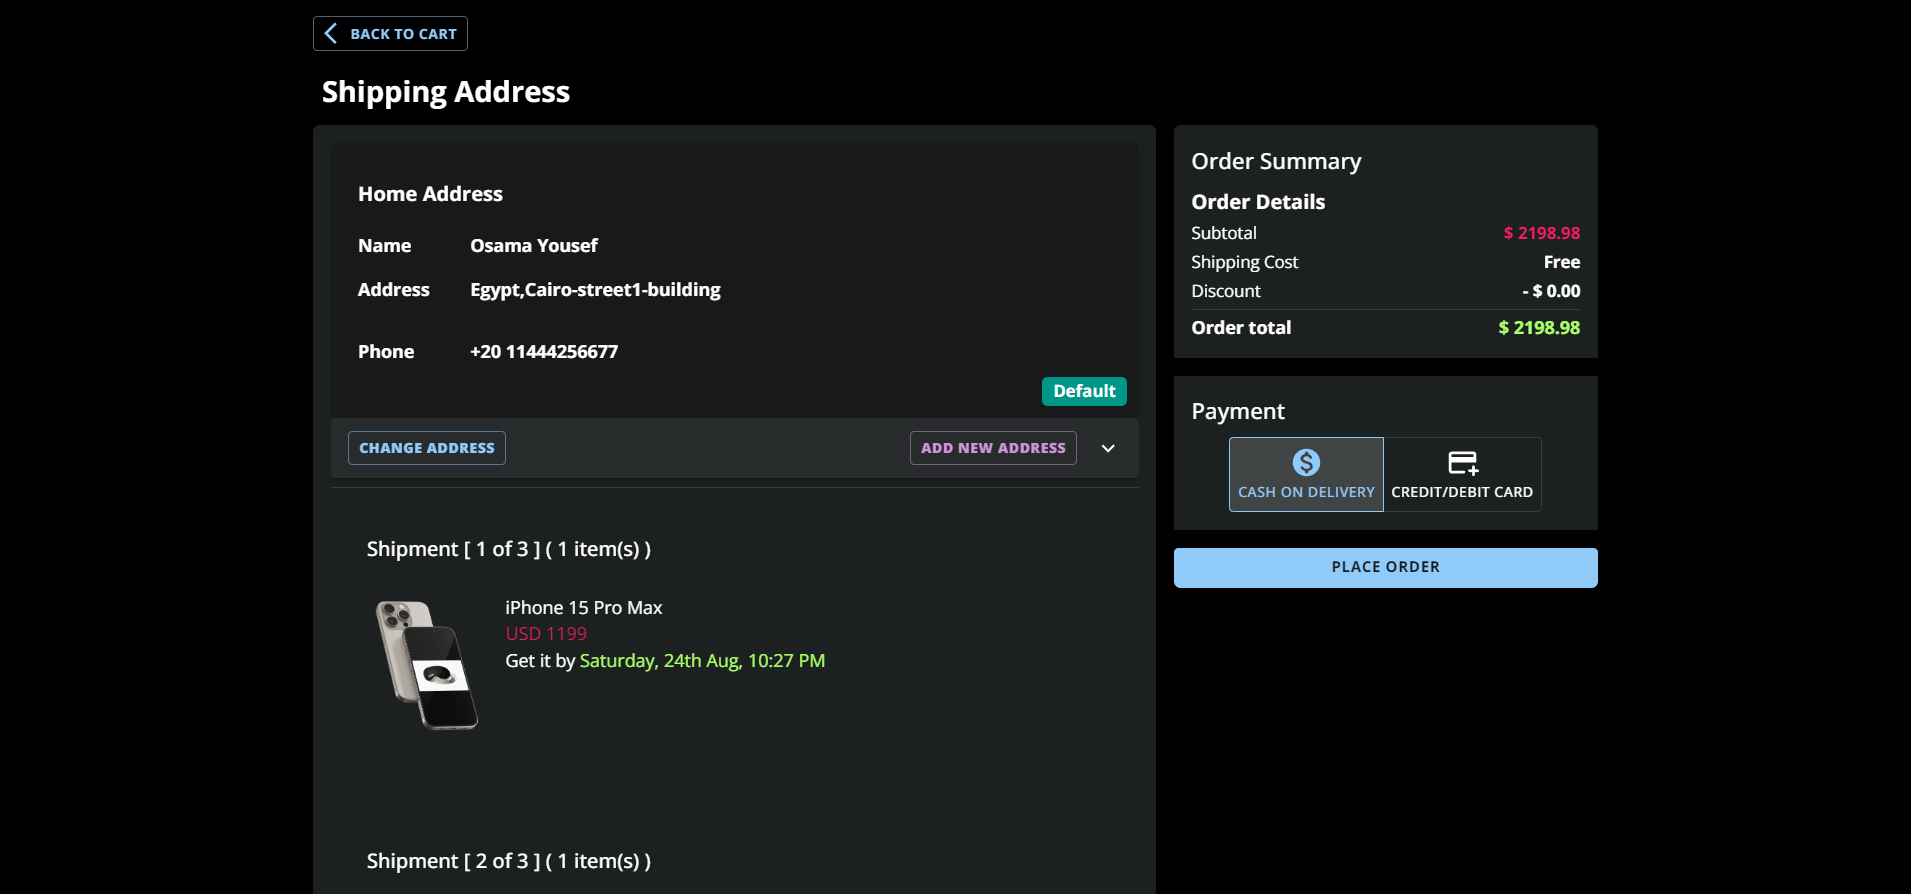 BACK TO CART
Shipping Address
Home Address
Name Osama Yousef
Address Egypt,Cairo-street1-building
Phone +20 11444256677
Default
CHANGE ADDRESS ADD NEW ADDRESS
Shipment [ 1 of 3 ] ( 1 item(s) )
iPhone 15 Pro Max
USD 1199
Get it by Saturday, 24th Aug, 10:27 PM
Shipment [ 2 of 3 ] ( 1 item(s) )
Order Summary
Order Details
Subtotal $ 2198.98
Shipping Cost Free
Discount - $ 0.00
Order total $ 2198.98
Payment
CASH ON DELIVERY CREDIT/DEBIT CARD
PLACE ORDER